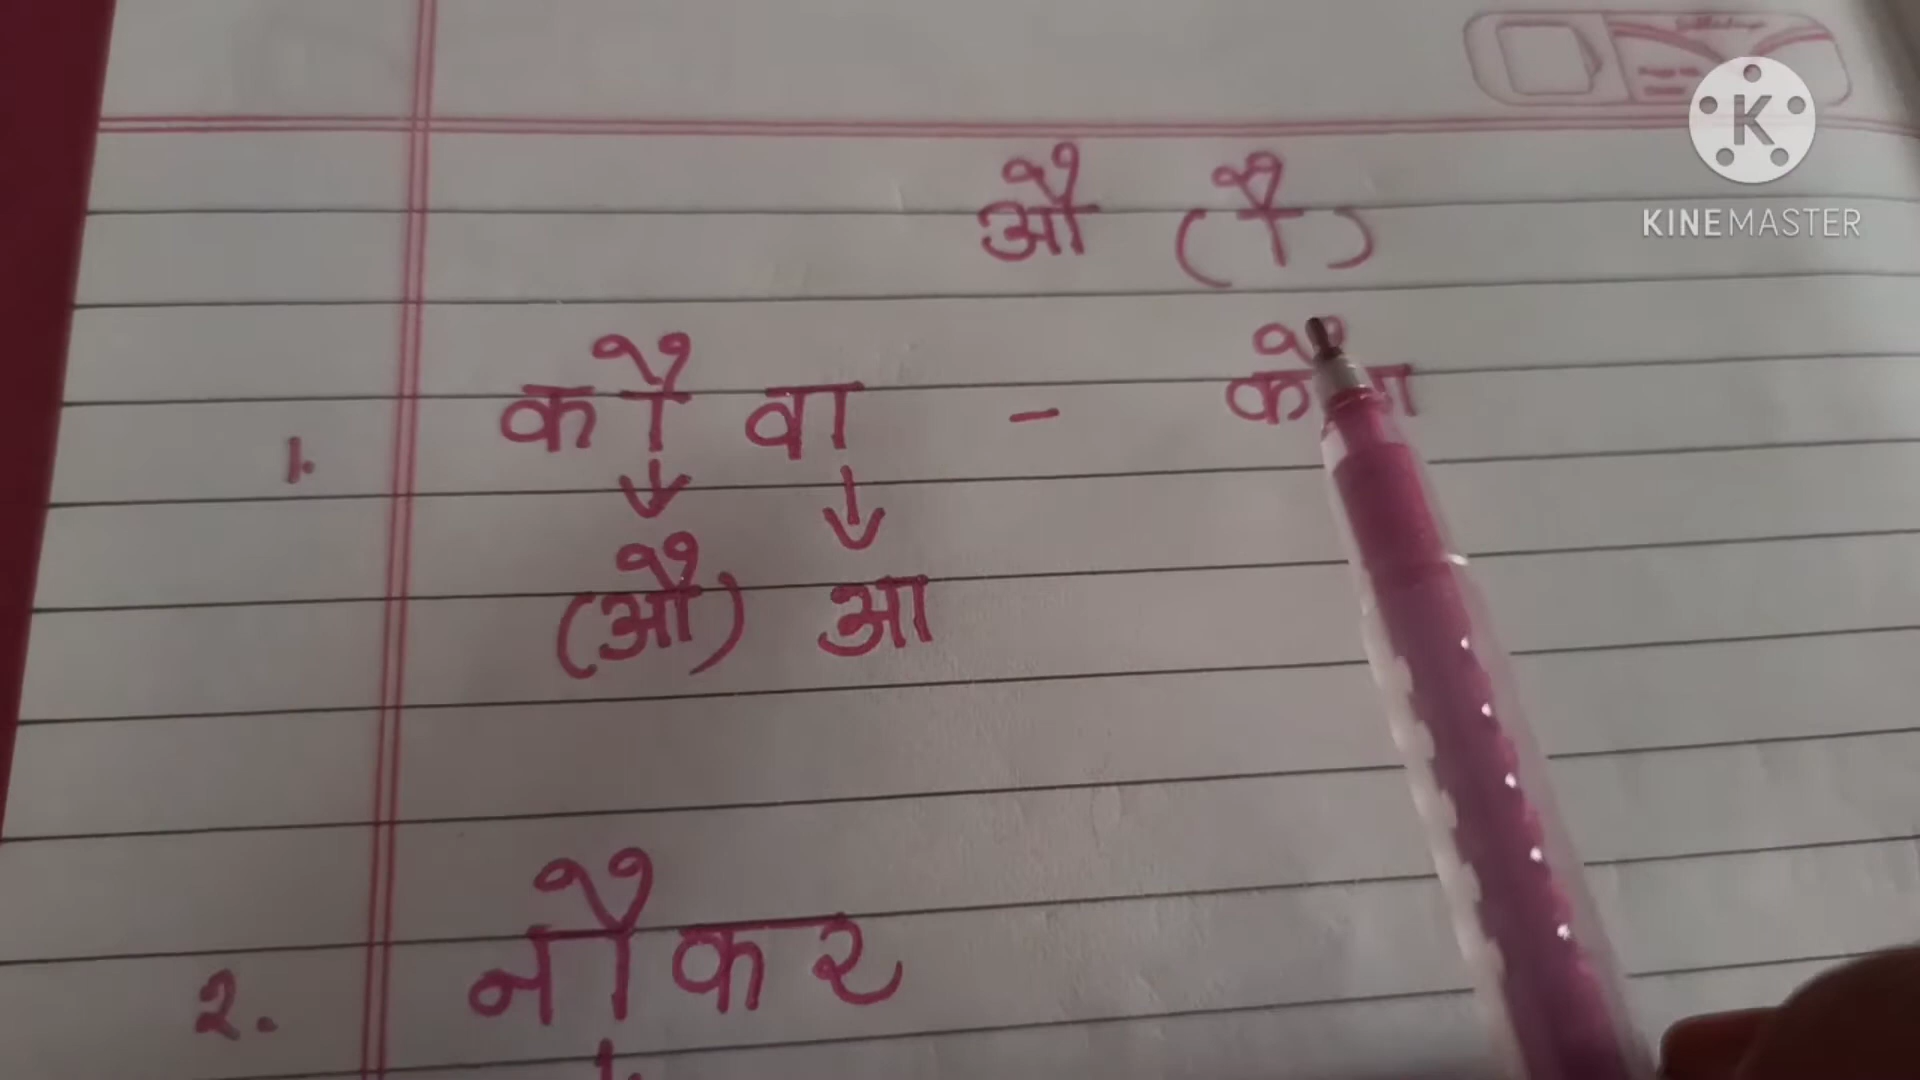 औ (ौ)
1. कौ वा -
↓ ↓
(औ) आ
2. नौकर
K
KINEMASTER